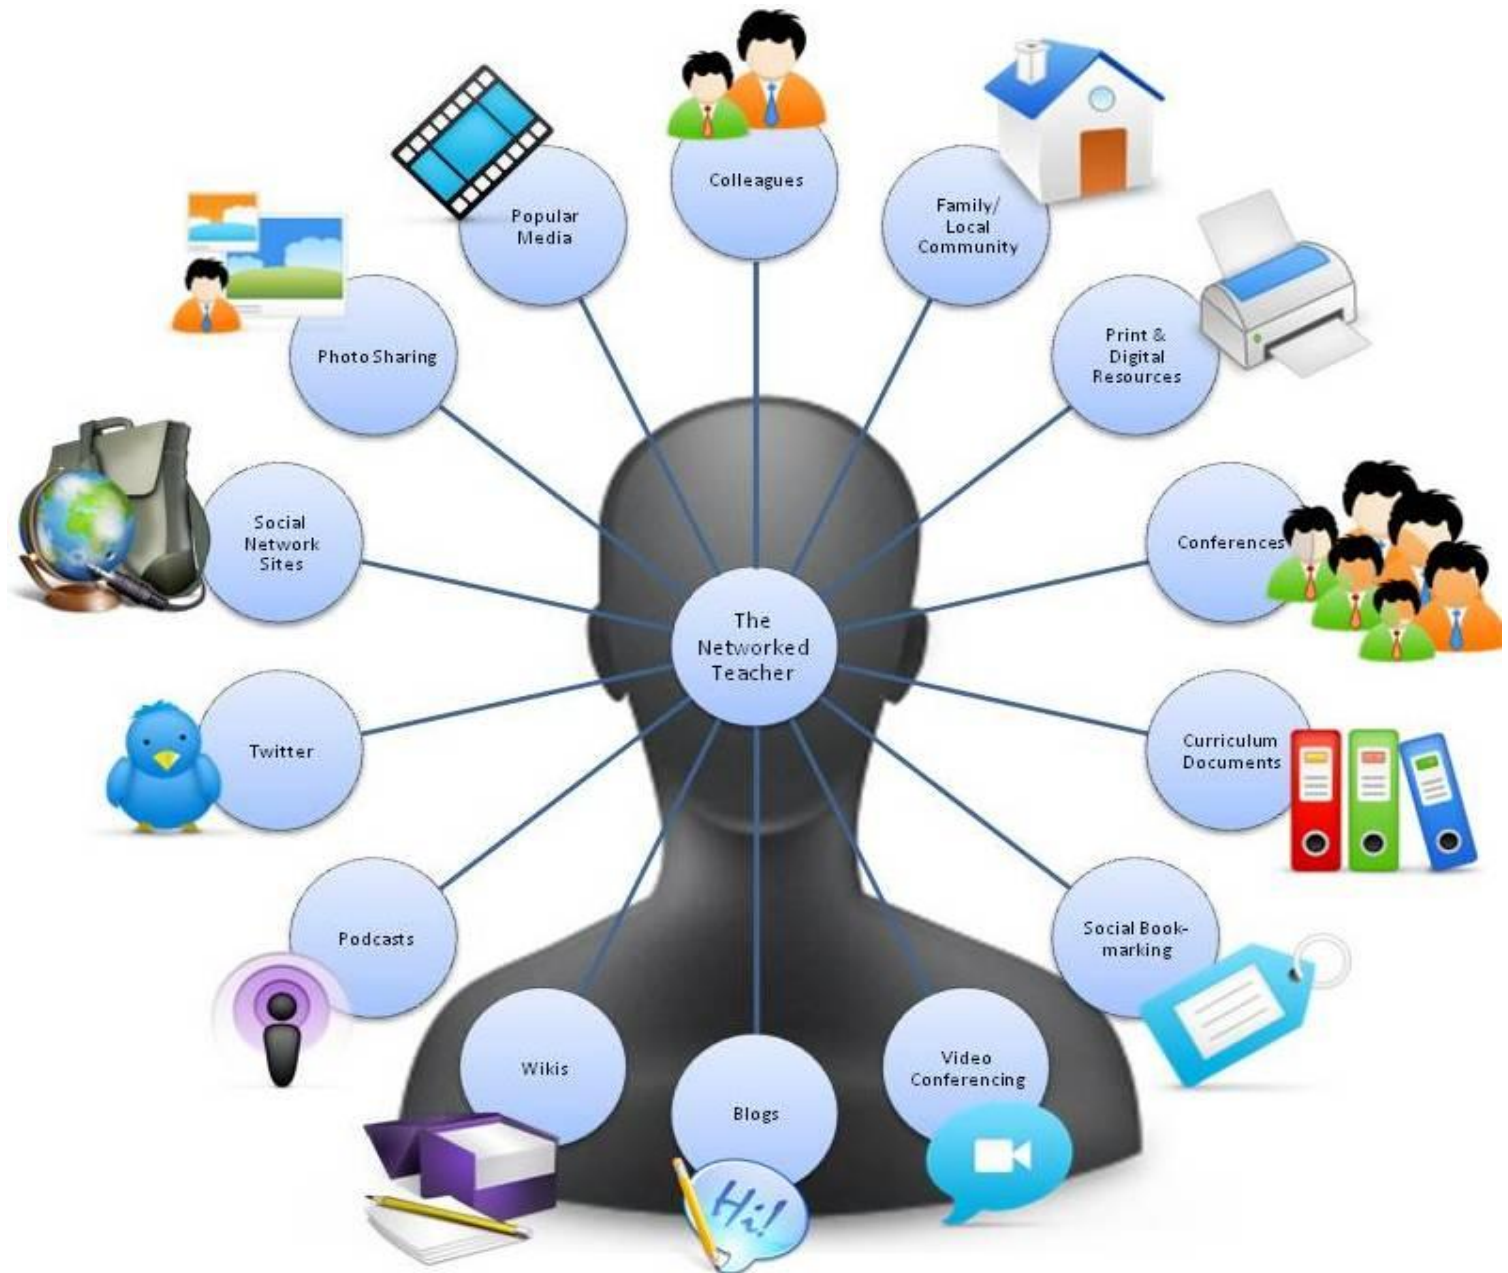 Colleagues
Family/
Local
Community
Print &
Digital
Resources
Conferences
Curriculum
Documents
Social Book-
marking
Video
Conferencing
Hi!
Blogs
Wikis
Podcasts
Twitter
Social
Network
Sites
Photo Sharing
Popular
Media
The
Networked
Teacher